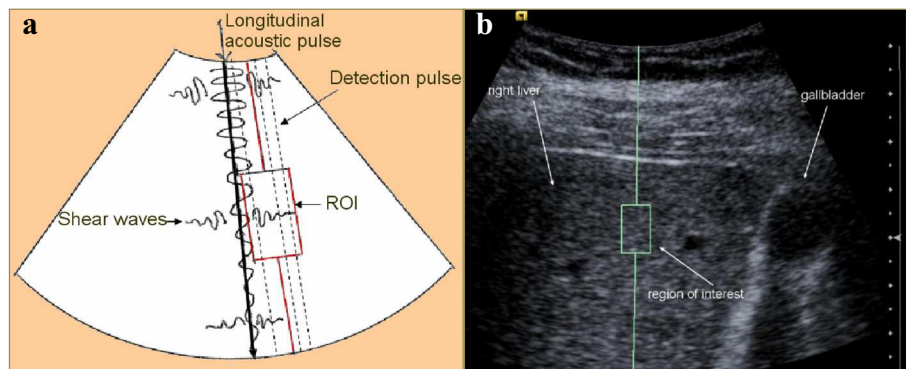 a
Longitudinal
acoustic pulse
Detection pulse
ROI
Shear waves
b
right liver
gallbladder
region of interest